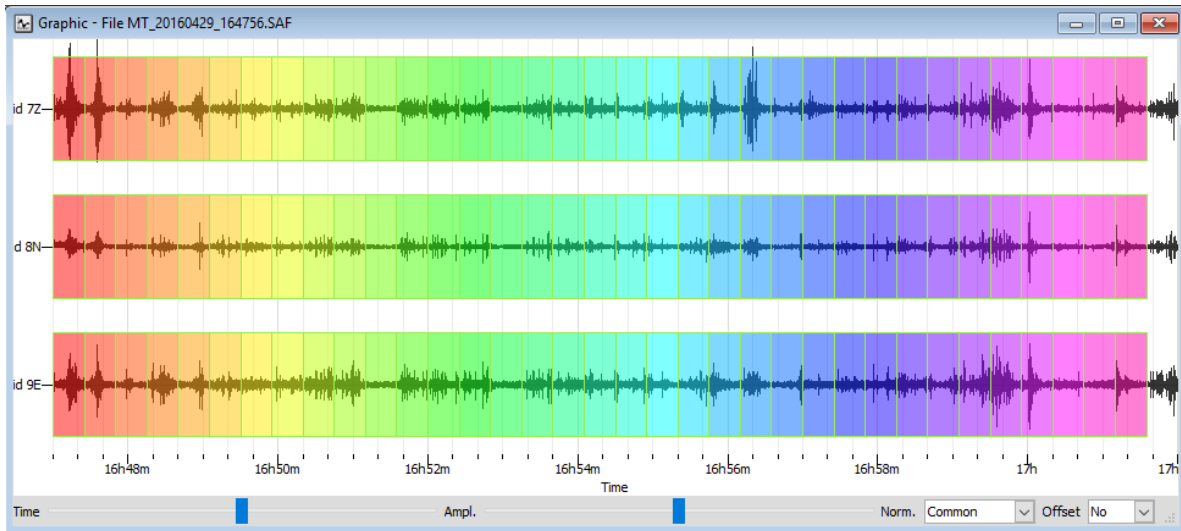 Graphic - File MT_20160429_164756.SAF
id 7Z
d 8N
id 9E
16h48m 16h50m 16h52m 16h54m 16h56m 16h58m 17h 17h
Time
Time Ampl. Norm. Common Offset No